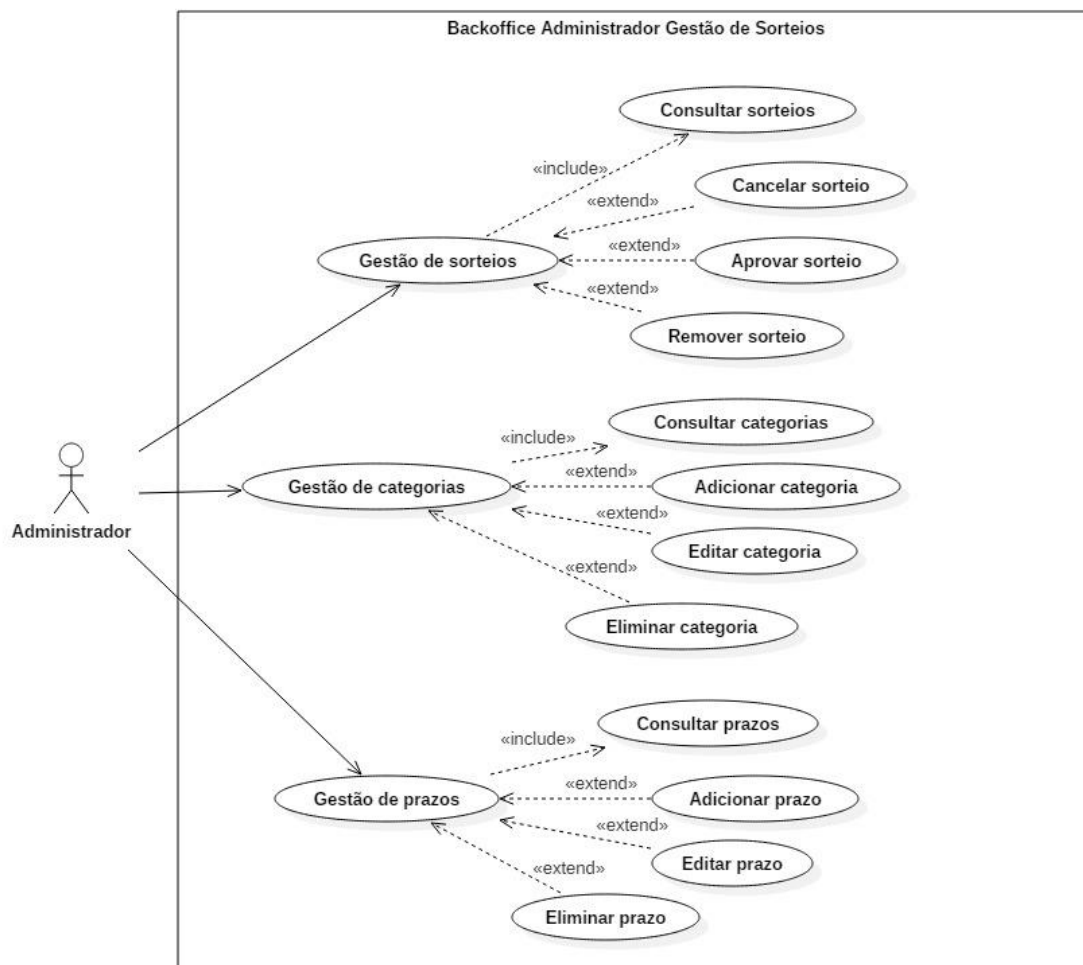 Backoffice Administrador Gestão de Sorteios
Consultar sorteios
«include»
Cancelar sorteio
«extend»
«extend»
Gestão de sorteios
Aprovar sorteio
«extend»
Remover sorteio
Consultar categorias
«include»
«extend»
Gestão de categorias
Adicionar categoria
«extend»
Administrador
Editar categoria
«extend»
Eliminar categoria
Consultar prazos
«include»
«extend»
Gestão de prazos
Adicionar prazo
«extend»
Editar prazo
«extend»
Eliminar prazo